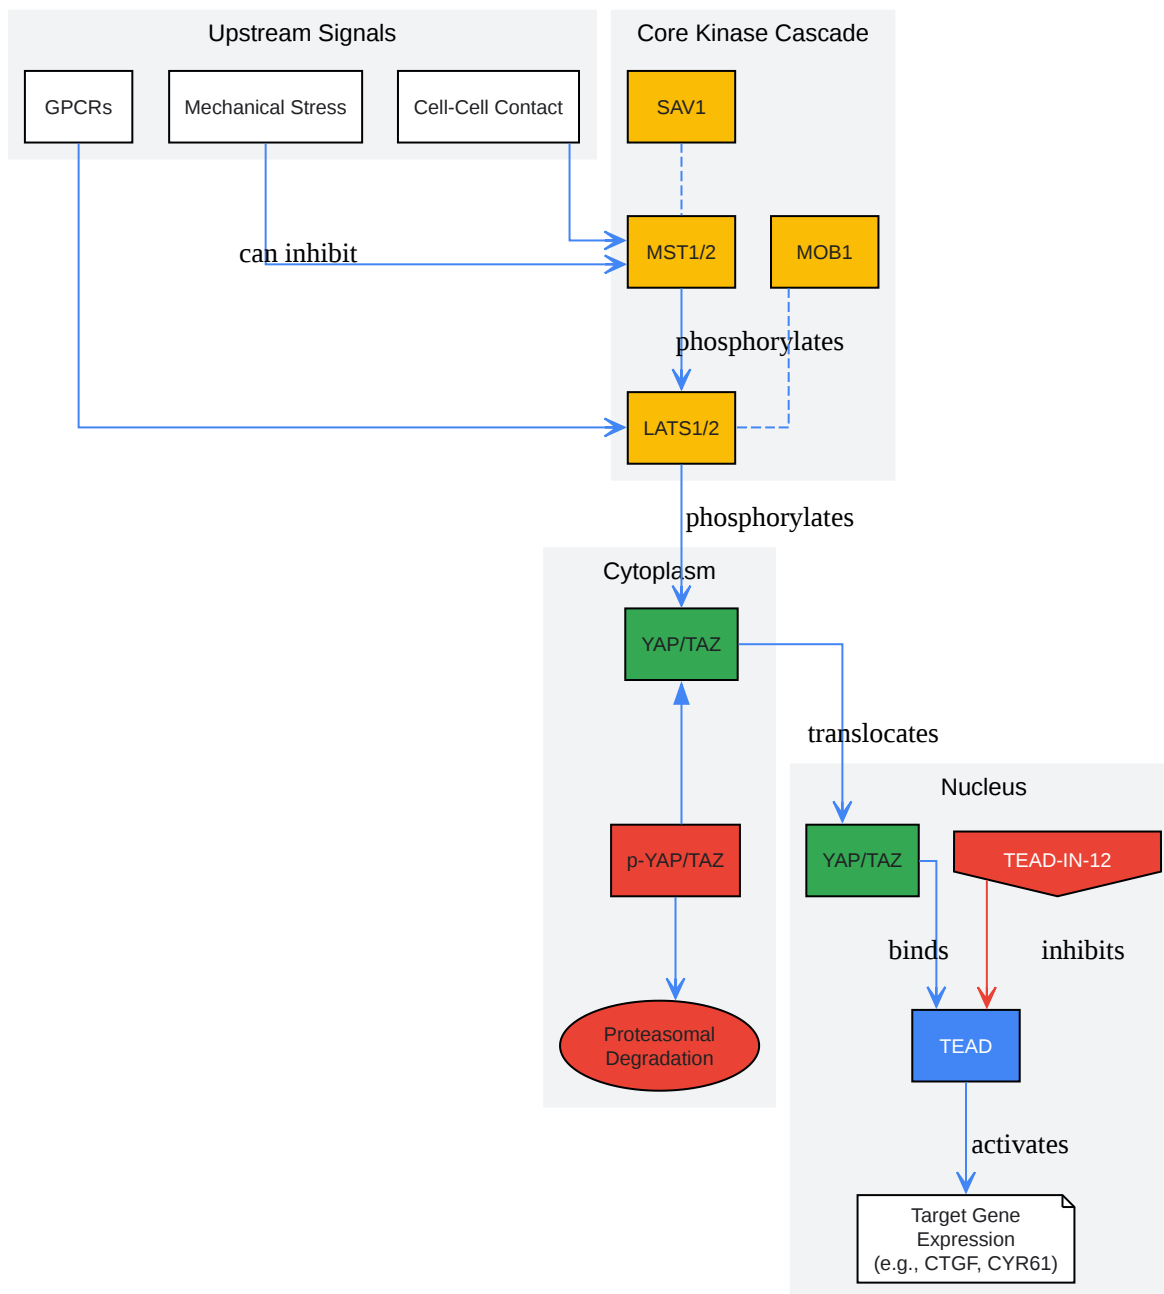 Upstream Signals
Core Kinase Cascade
GPCRs
Mechanical Stress
Cell-Cell Contact
SAV1
can inhibit
MST1/2
MOB1
phosphorylates
LATS1/2
phosphorylates
Cytoplasm
YAP/TAZ
translocates
Nucleus
p-YAP/TAZ
YAP/TAZ
TEAD-IN-12
binds
inhibits
Proteasomal
Degradation
TEAD
activates
Target Gene
Expression
(e.g., CTGF, CYR61)